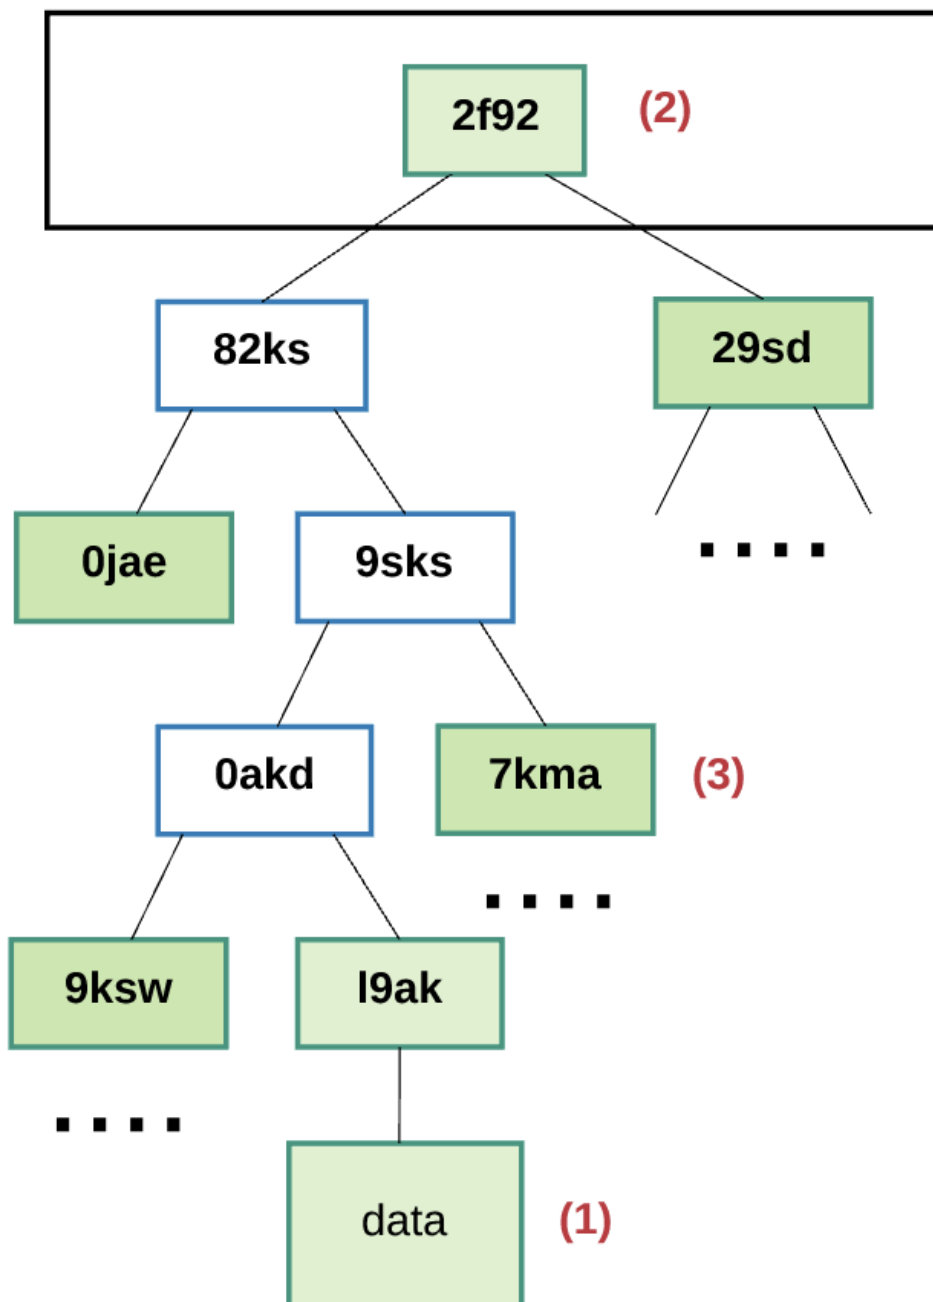 2f92 (2)
82ks 29sd
0jae 9sks
0akd 7kma (3)
9ksw l9ak
data (1)